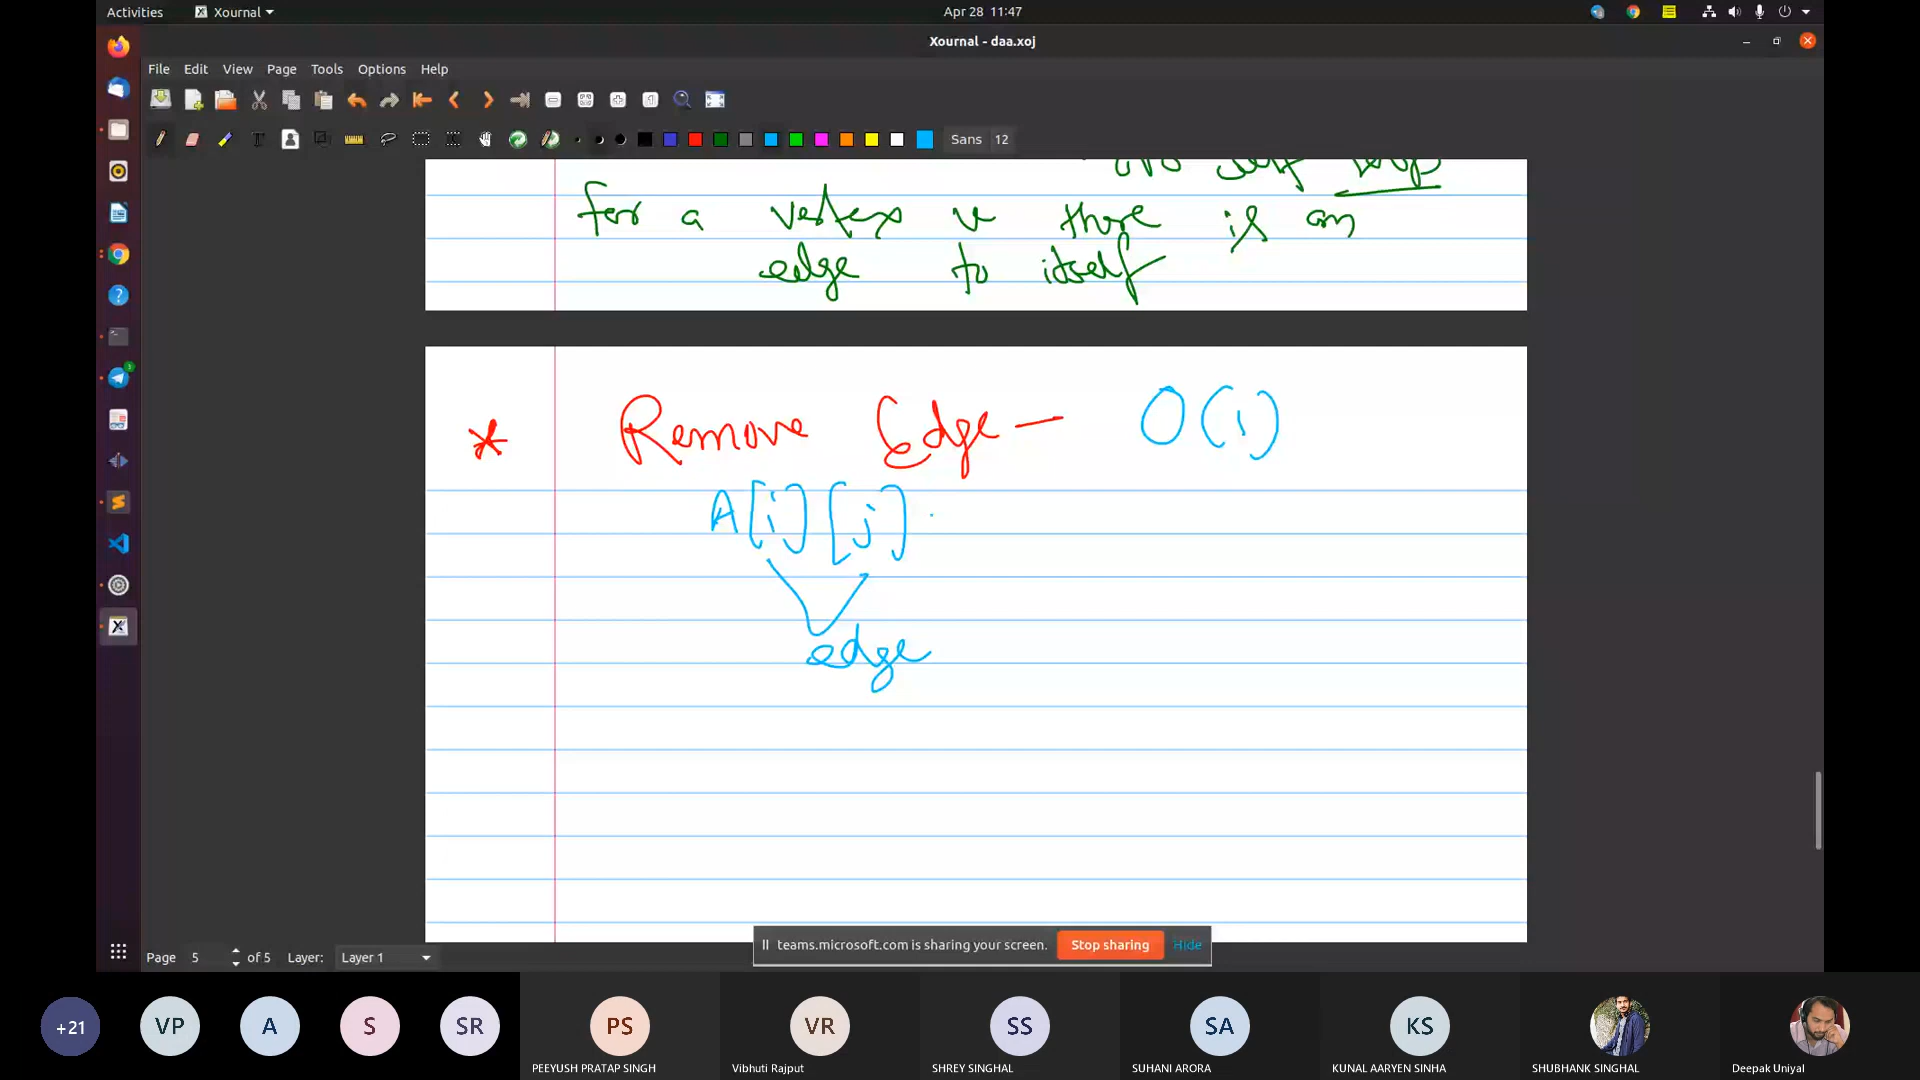 Activities
Xournal
Apr 28 11:47
Xournal - daa.xoj
File Edit View Page Tools Options Help
Sans 12
self loops
for a vertex v there is an
edge to itself
* Remove Edge — O(1)
A[i][j]
edge
teams.microsoft.com is sharing your screen. Stop sharing Hide
Page 5 of 5 Layer: Layer 1
+21 VP A S SR PS VR SS SA KS
PEEYUSH PRATAP SINGH Vibhuti Rajput SHREY SINGHAL SUHANI ARORA KUNAL AARYEN SINHA SHUBHANK SINGHAL Deepak Uniyal